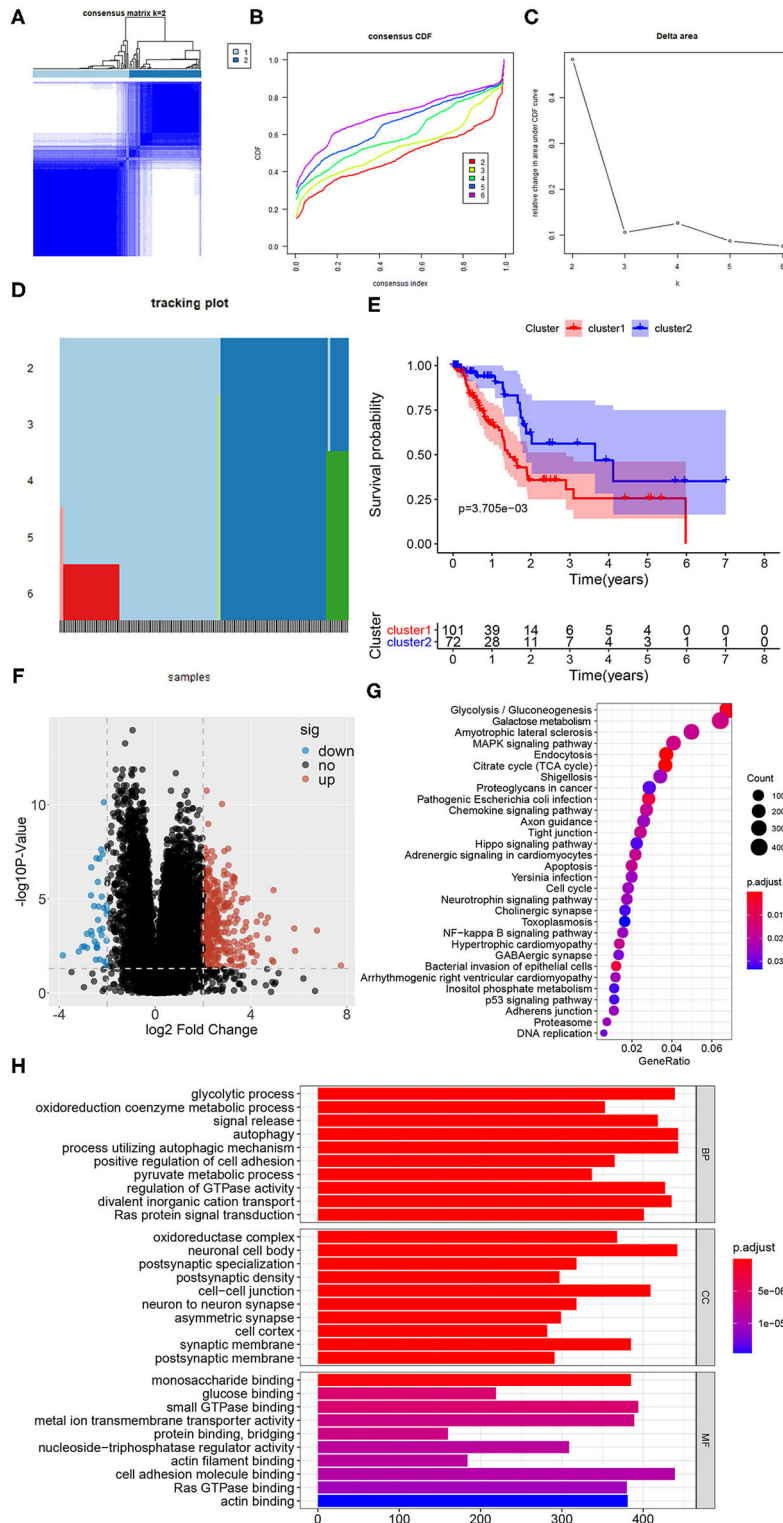 A
consensus matrix k=2
1
2
B
consensus CDF
CDF
1.0
0.8
0.6
0.4
0.2
0.0
2
3
4
5
6
0.0 0.2 0.4 0.6 0.8 1.0
consensus index
C
Delta area
relative change in area under CDF curve
0.4
0.3
0.2
0.1
2 3 4 5 6
k
D
tracking plot
2
3
4
5
6
samples
E
Cluster cluster1 cluster2
Survival probability
1.00
0.75
0.50
0.25
0.00
p=3.705e−03
0 1 2 3 4 5 6 7 8
Time(years)
Cluster
cluster1 101 39 14 6 5 4 0 0 0
cluster2 72 28 11 7 4 3 1 1 0
0 1 2 3 4 5 6 7 8
Time(years)
F
-log10P-Value
10
5
0
sig
down
no
up
-4 0 4 8
log2 Fold Change
G
Glycolysis / Gluconeogenesis
Galactose metabolism
Amyotrophic lateral sclerosis
MAPK signaling pathway
Endocytosis
Citrate cycle (TCA cycle)
Shigellosis
Proteoglycans in cancer
Pathogenic Escherichia coli infection
Chemokine signaling pathway
Axon guidance
Tight junction
Hippo signaling pathway
Adrenergic signaling in cardiomyocytes
Apoptosis
Yersinia infection
Cell cycle
Neurotrophin signaling pathway
Cholinergic synapse
Toxoplasmosis
NF-kappa B signaling pathway
Hypertrophic cardiomyopathy
GABAergic synapse
Bacterial invasion of epithelial cells
Arrhythmogenic right ventricular cardiomyopathy
Inositol phosphate metabolism
p53 signaling pathway
Adherens junction
Proteasome
DNA replication
0.02 0.04 0.06
GeneRatio
Count
100
200
300
400
p.adjust
0.01
0.02
0.03
H
glycolytic process
oxidoreduction coenzyme metabolic process
signal release
autophagy
process utilizing autophagic mechanism
positive regulation of cell adhesion
pyruvate metabolic process
regulation of GTPase activity
divalent inorganic cation transport
Ras protein signal transduction
BP
oxidoreductase complex
neuronal cell body
postsynaptic specialization
postsynaptic density
cell−cell junction
neuron to neuron synapse
asymmetric synapse
cell cortex
synaptic membrane
postsynaptic membrane
CC
monosaccharide binding
glucose binding
small GTPase binding
metal ion transmembrane transporter activity
protein binding, bridging
nucleoside−triphosphatase regulator activity
actin filament binding
cell adhesion molecule binding
Ras GTPase binding
actin binding
MF
0 100 200 300 400
p.adjust
5e−06
1e−05